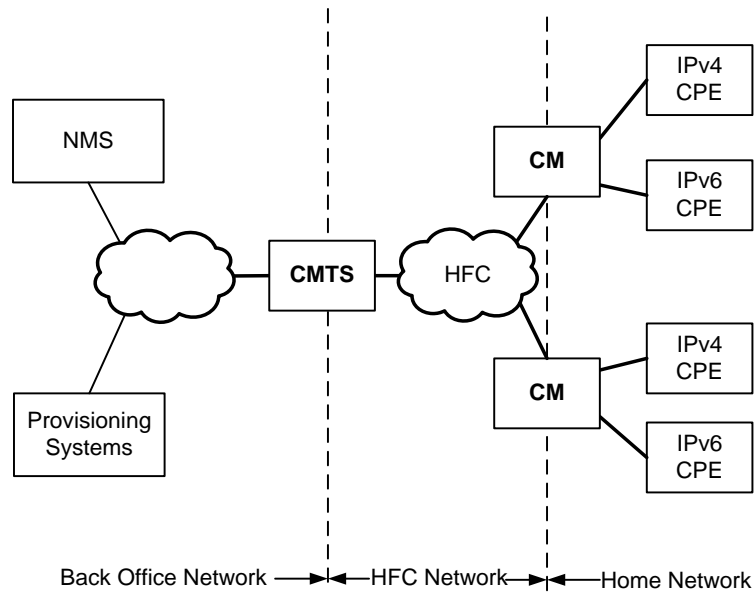 IPv4
CPE
NMS
CM
IPv6
CPE
CMTS
HFC
IPv4
CPE
CM
Provisioning
Systems
IPv6
CPE
Back Office Network
HFC Network
Home Network